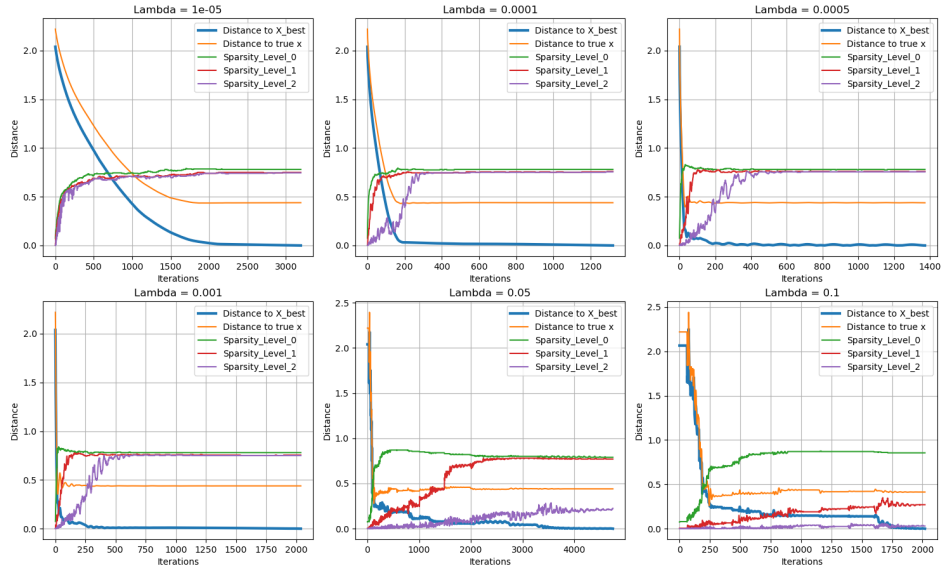 Lambda = 1e-05
Distance to X_best
Distance to true x
Sparsity_Level_0
Sparsity_Level_1
Sparsity_Level_2
Distance
2.0
1.5
1.0
0.5
0.0
0 500 1000 1500 2000 2500 3000
Iterations
Lambda = 0.0001
Distance to X_best
Distance to true x
Sparsity_Level_0
Sparsity_Level_1
Sparsity_Level_2
Distance
2.0
1.5
1.0
0.5
0.0
0 200 400 600 800 1000 1200
Iterations
Lambda = 0.0005
Distance to X_best
Distance to true x
Sparsity_Level_0
Sparsity_Level_1
Sparsity_Level_2
Distance
2.0
1.5
1.0
0.5
0.0
0 200 400 600 800 1000 1200 1400
Iterations
Lambda = 0.001
Distance to X_best
Distance to true x
Sparsity_Level_0
Sparsity_Level_1
Sparsity_Level_2
Distance
2.0
1.5
1.0
0.5
0.0
0 250 500 750 1000 1250 1500 1750 2000
Iterations
Lambda = 0.05
Distance to X_best
Distance to true x
Sparsity_Level_0
Sparsity_Level_1
Sparsity_Level_2
Distance
2.5
2.0
1.5
1.0
0.5
0.0
0 1000 2000 3000 4000
Iterations
Lambda = 0.1
Distance to X_best
Distance to true x
Sparsity_Level_0
Sparsity_Level_1
Sparsity_Level_2
Distance
2.5
2.0
1.5
1.0
0.5
0.0
0 250 500 750 1000 1250 1500 1750 2000
Iterations